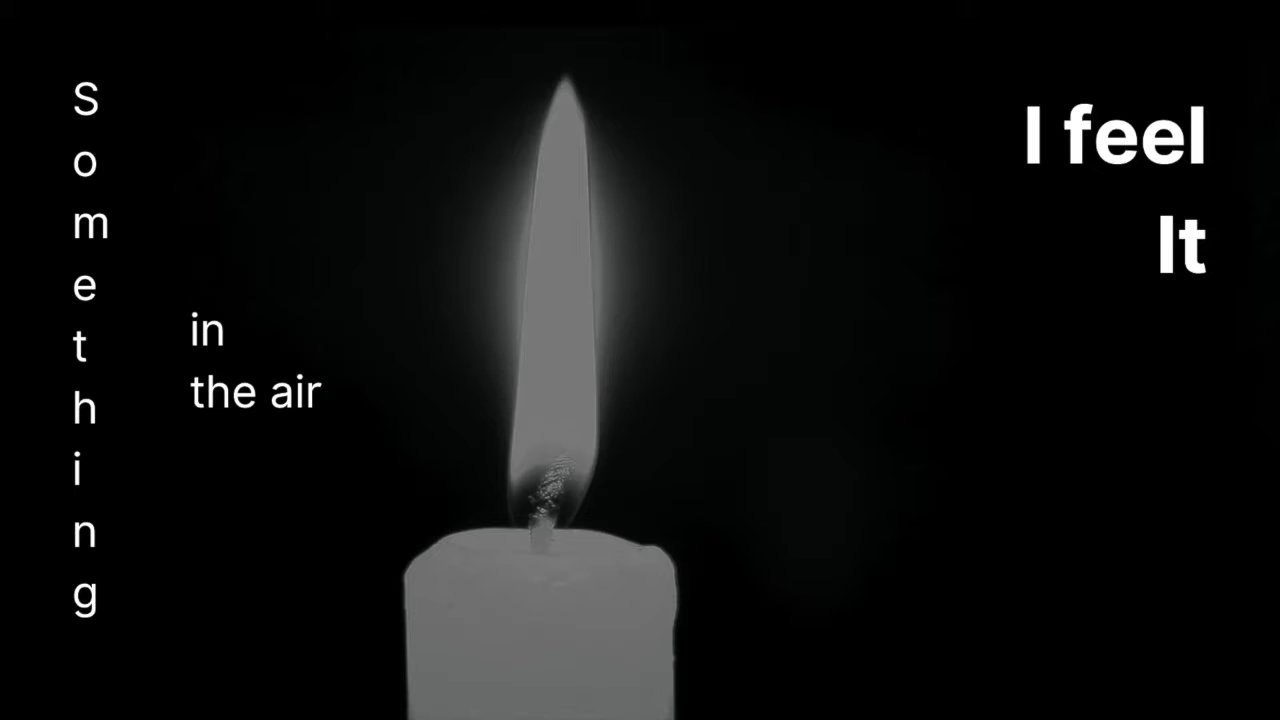 Something
in
the air
I feel
It